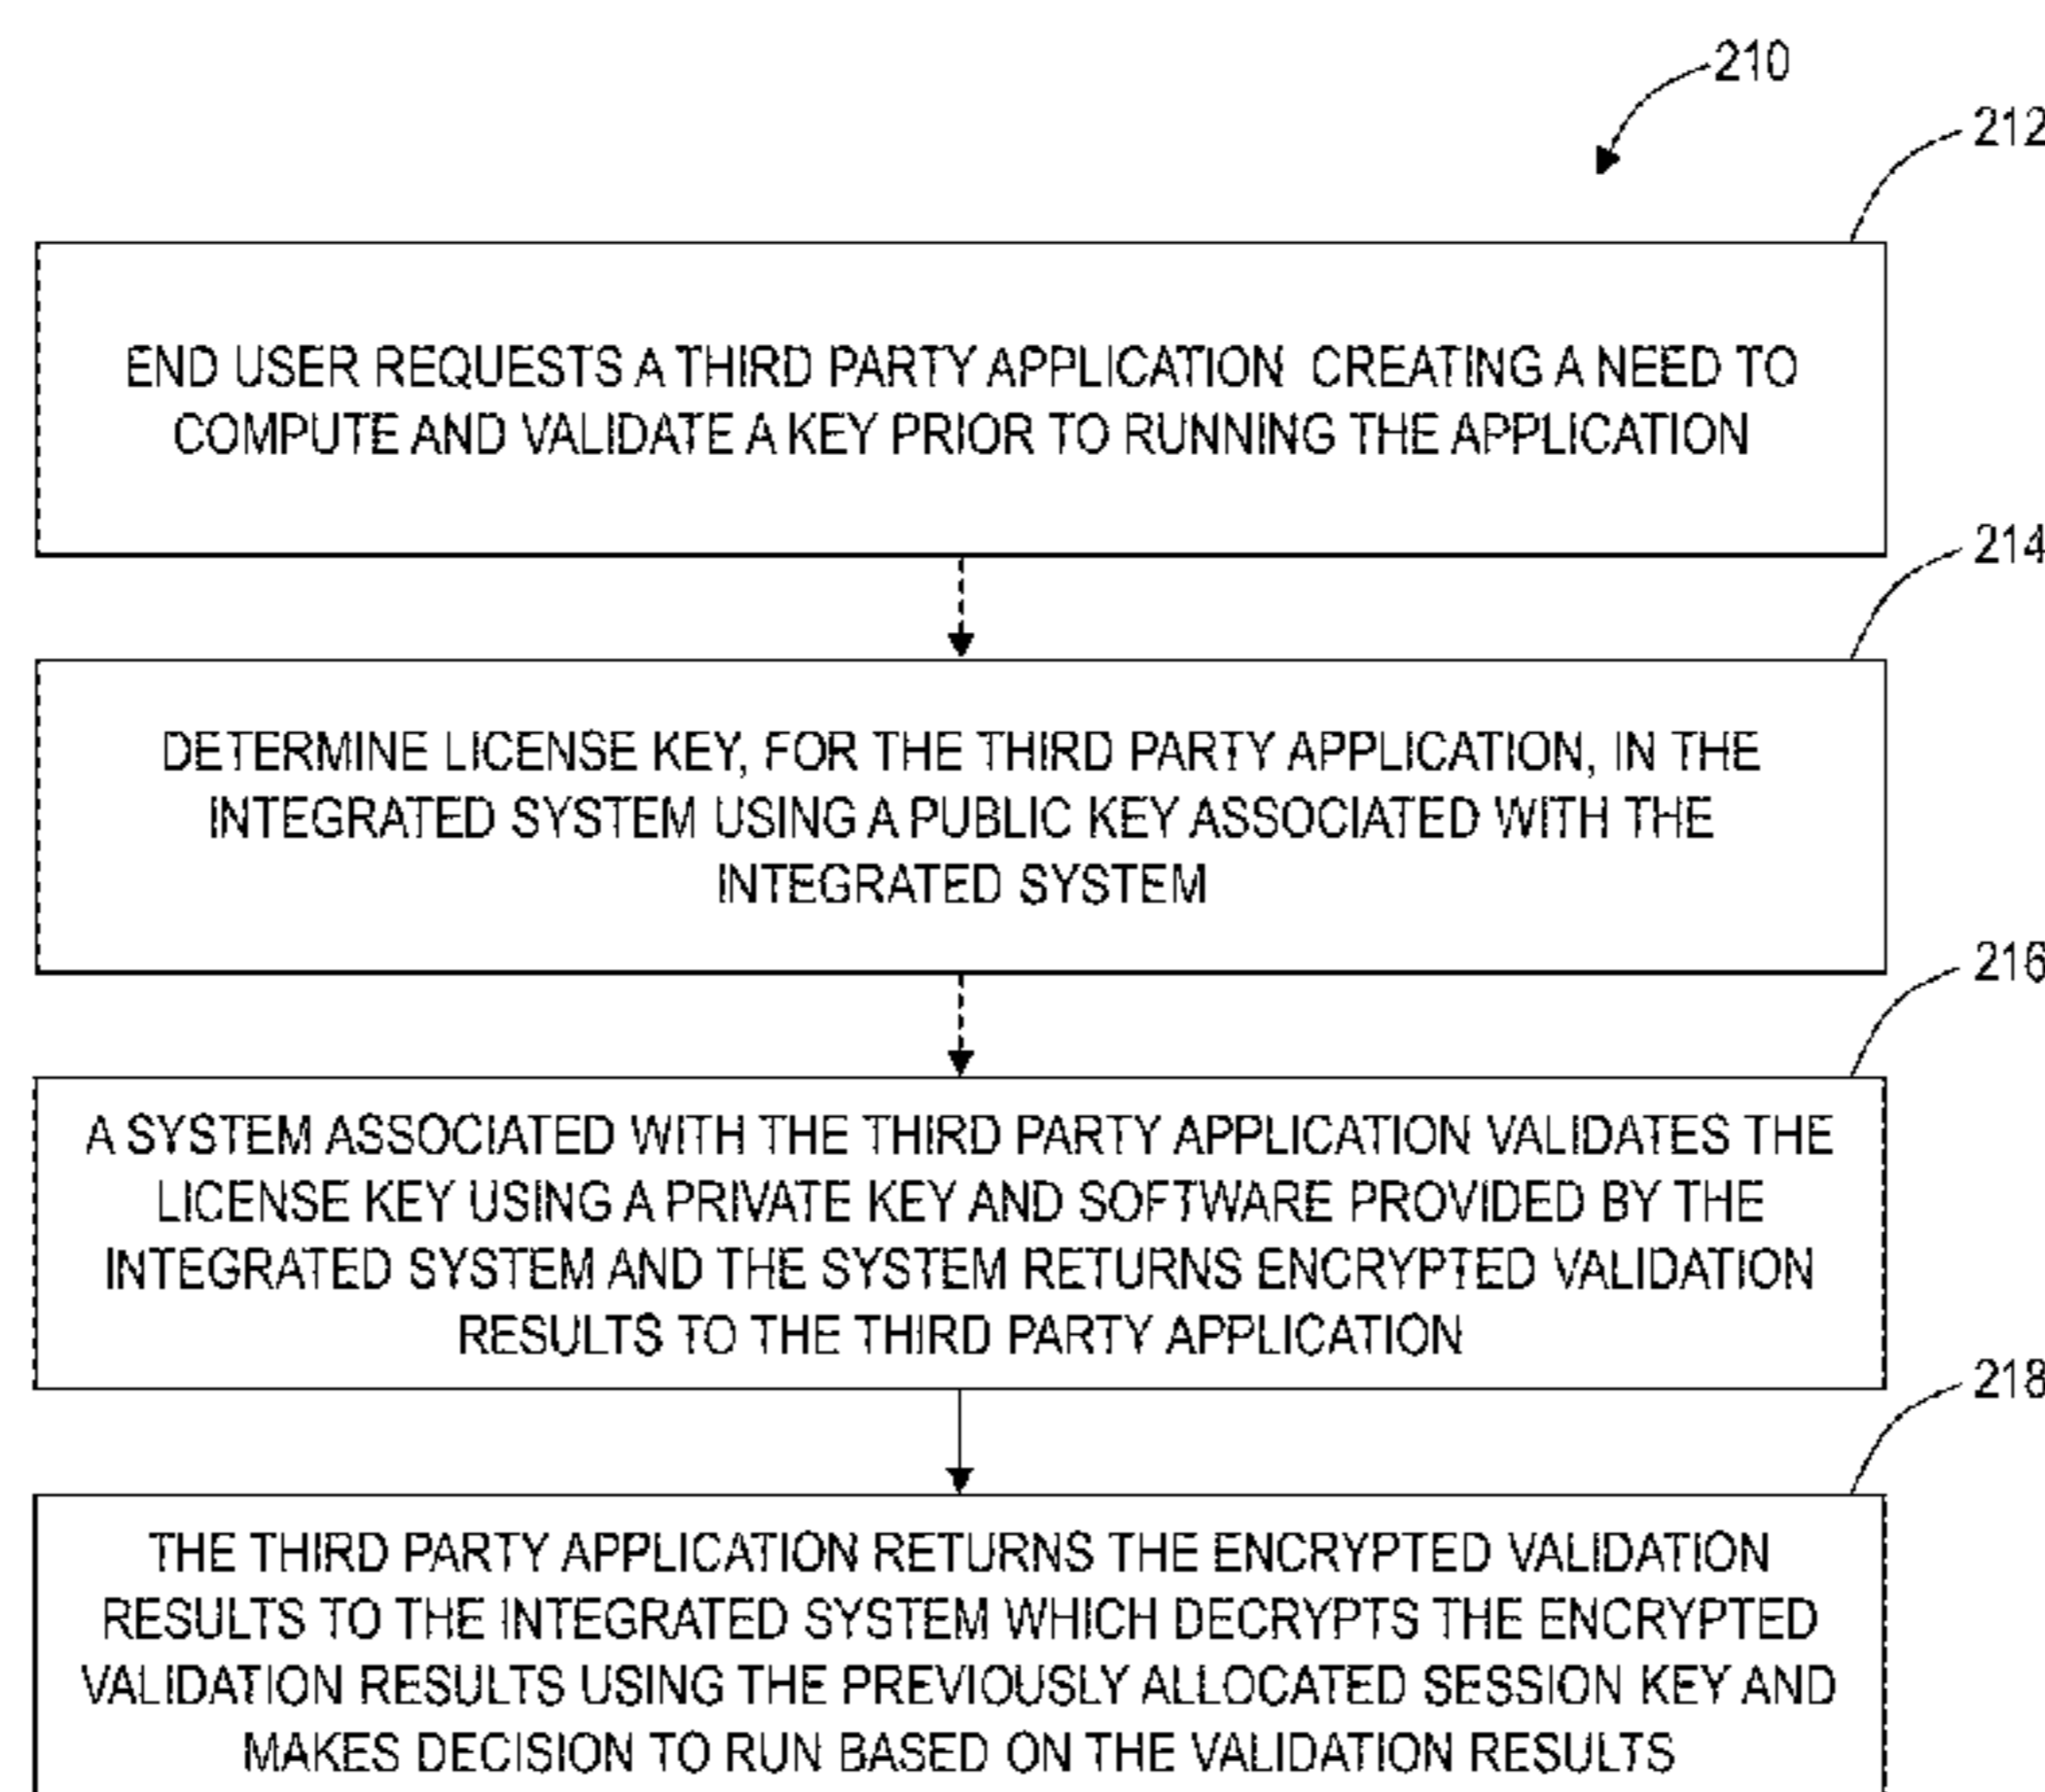 210
212
END USER REQUESTS A THIRD PARTY APPLICATION CREATING A NEED TO
COMPUTE AND VALIDATE A KEY PRIOR TO RUNNING THE APPLICATION
214
DETERMINE LICENSE KEY, FOR THE THIRD PARTY APPLICATION, IN THE
INTEGRATED SYSTEM USING A PUBLIC KEY ASSOCIATED WITH THE
INTEGRATED SYSTEM
216
A SYSTEM ASSOCIATED WITH THE THIRD PARTY APPLICATION VALIDATES THE
LICENSE KEY USING A PRIVATE KEY AND SOFTWARE PROVIDED BY THE
INTEGRATED SYSTEM AND THE SYSTEM RETURNS ENCRYPTED VALIDATION
RESULTS TO THE THIRD PARTY APPLICATION
218
THE THIRD PARTY APPLICATION RETURNS THE ENCRYPTED VALIDATION
RESULTS TO THE INTEGRATED SYSTEM WHICH DECRYPTS THE ENCRYPTED
VALIDATION RESULTS USING THE PREVIOUSLY ALLOCATED SESSION KEY AND
MAKES DECISION TO RUN BASED ON THE VALIDATION RESULTS